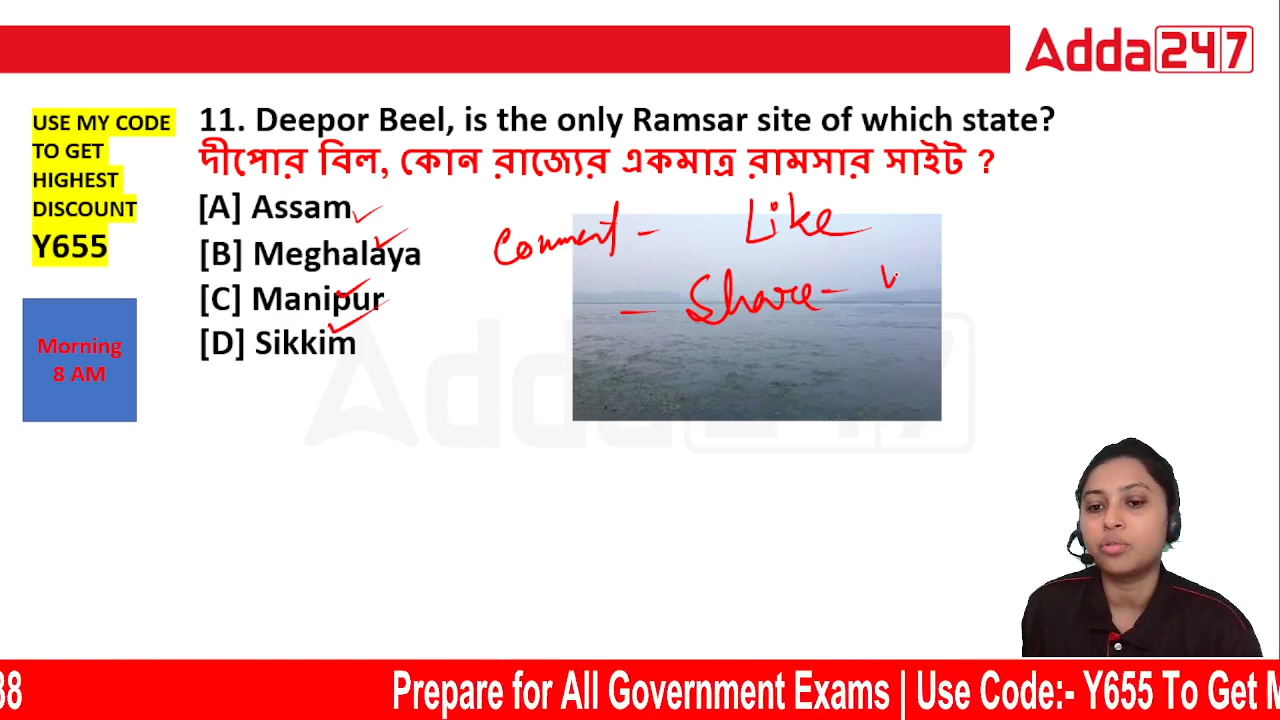 Adda247
USE MY CODE
TO GET
HIGHEST
DISCOUNT
Y655
11. Deepor Beel, is the only Ramsar site of which state?
দীপোর বিল, কোন রাজ্যের একমাত্র রামসার সাইট ?
[A] Assam
[B] Meghalaya
[C] Manipur
[D] Sikkim
Comment - Like
- Share -
Morning
8 AM
Adda247
38
Prepare for All Government Exams | Use Code:- Y655 To Get